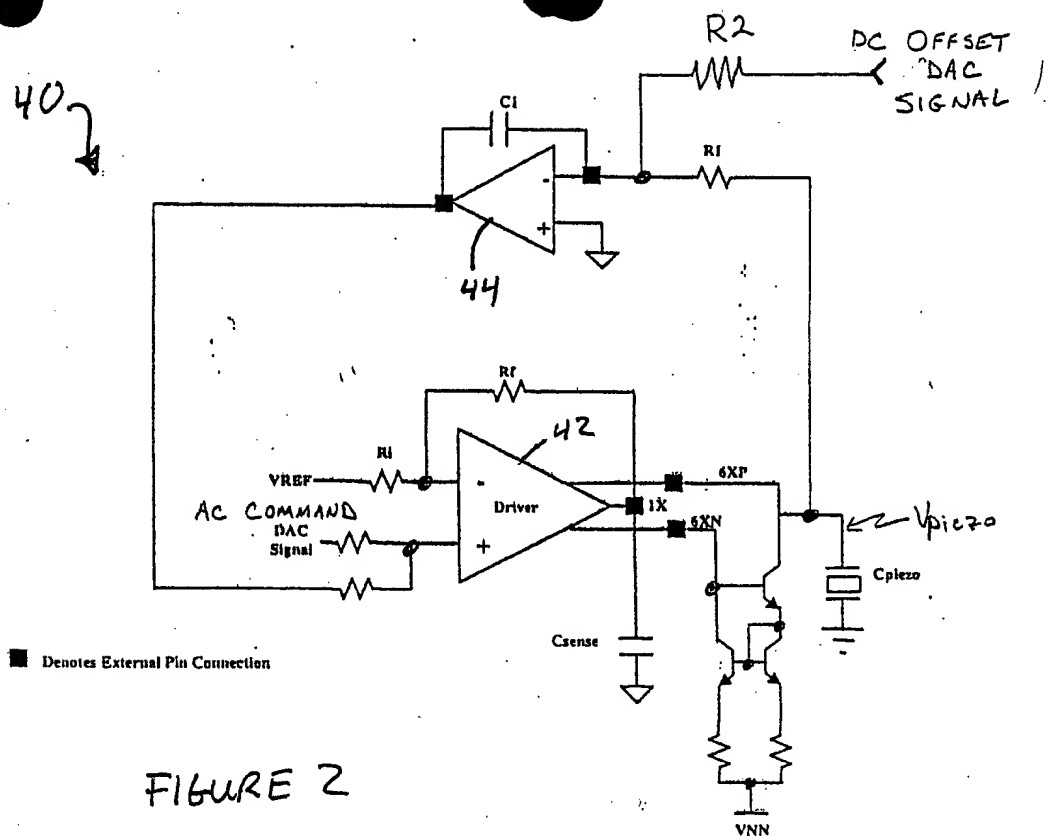 R2
DC OFFSET
DAC
SIGNAL
40
C1
R1
-
+
44
Rf
42
VREF
Ri
-
Driver
6XP
1X
6XN
Vpiezo
AC COMMAND
DAC
Signal
+
Cpiezo
Csense
Denotes External Pin Connection
FIGURE 2
VNN